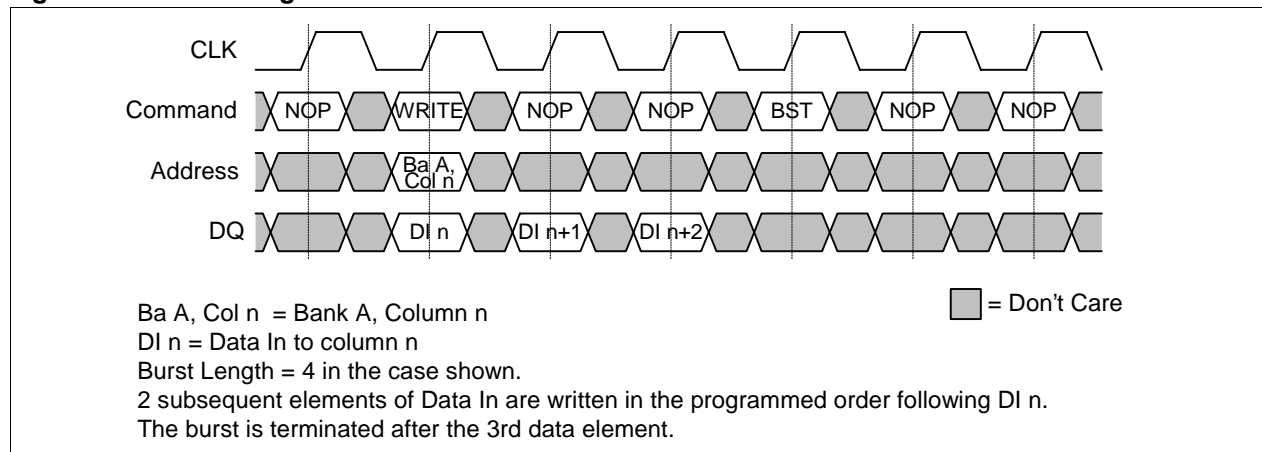 CLK
Command NOP WRITE NOP NOP BST NOP NOP
Address Ba A,
Col n
DQ DI n DI n+1 DI n+2
= Don't Care
Ba A, Col n = Bank A, Column n
DI n = Data In to column n
Burst Length = 4 in the case shown.
2 subsequent elements of Data In are written in the programmed order following DI n.
The burst is terminated after the 3rd data element.